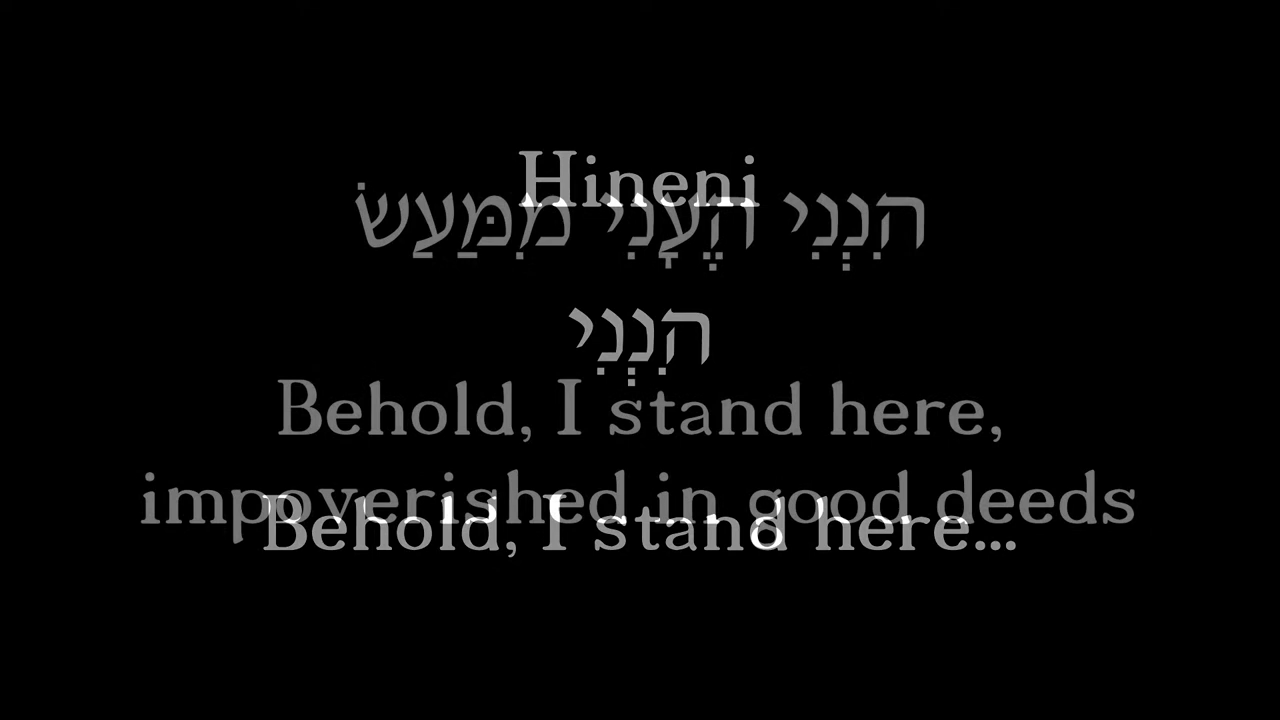 Hineni
הִנְנִי הֶעָנִי מִמַּעַשׂ
הִנְנִי
Behold, I stand here,
impoverished in good deeds
Behold, I stand here...